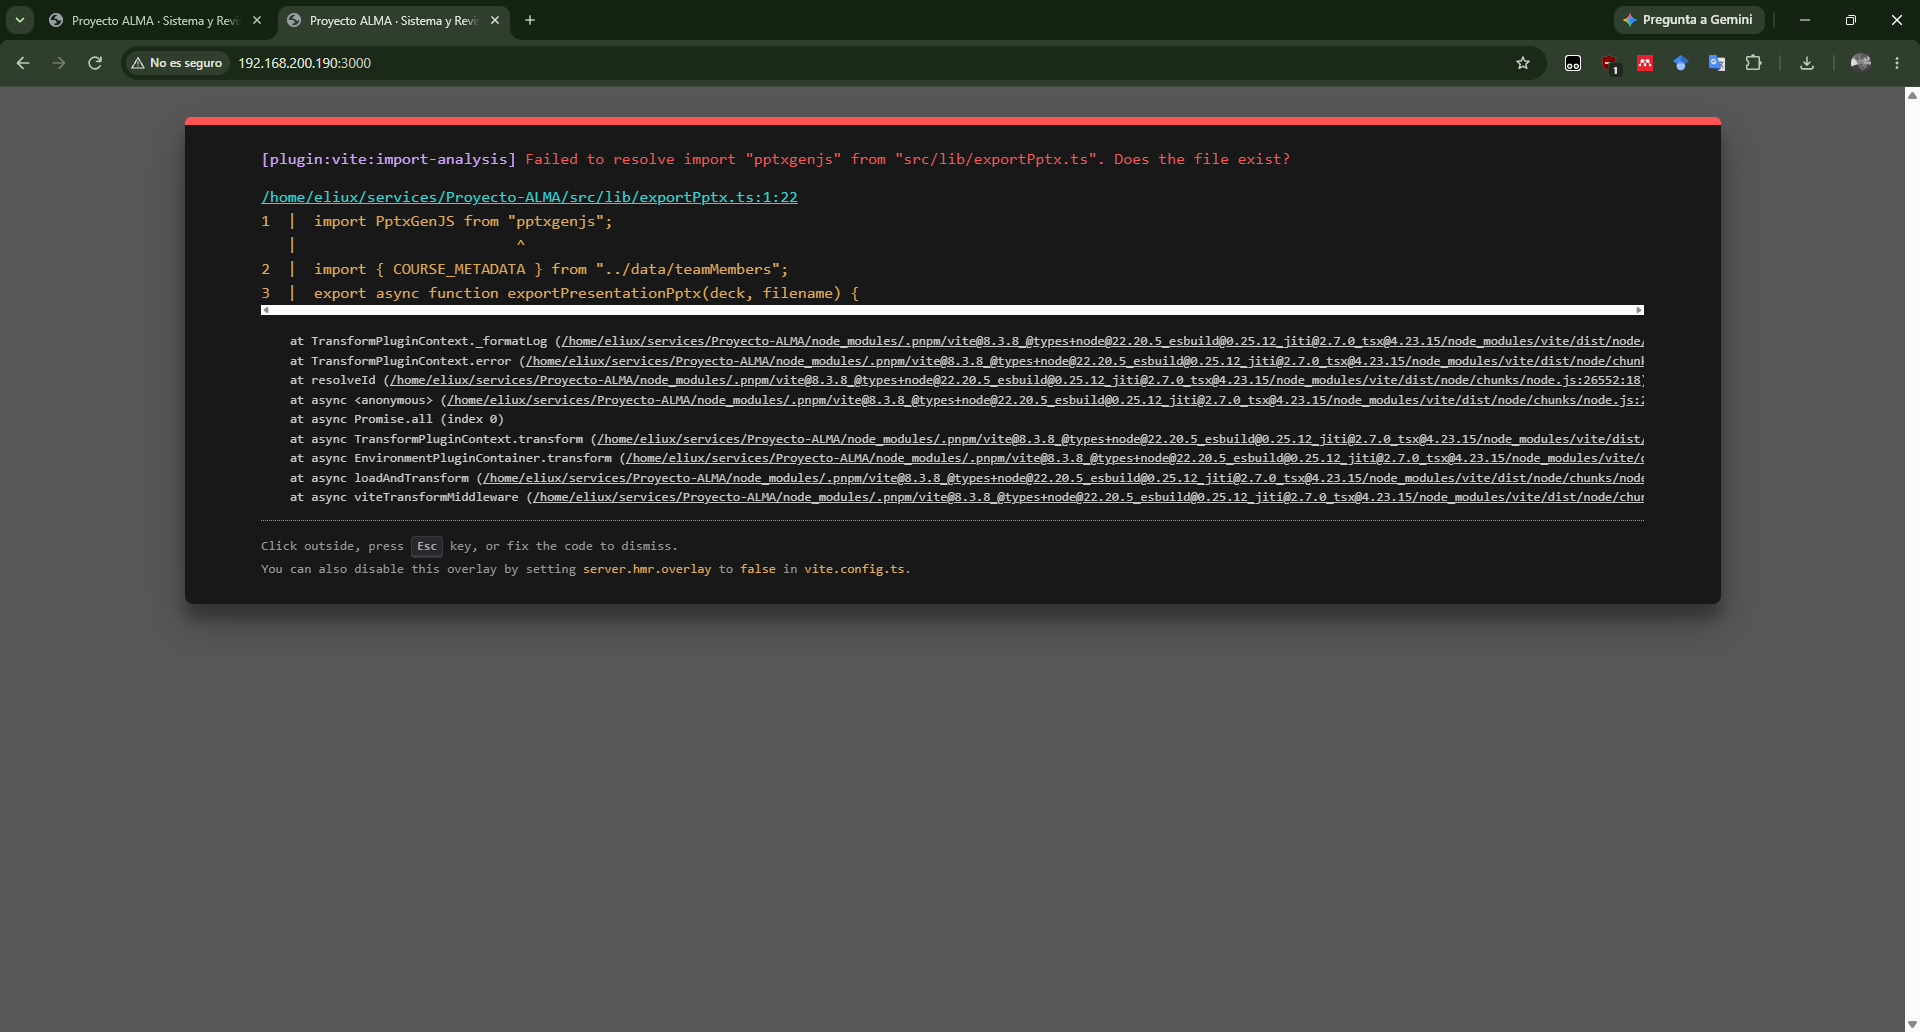 Proyecto ALMA · Sistema y Revis
Proyecto ALMA · Sistema y Revis
Pregunta a Gemini
No es seguro
192.168.200.190:3000
1
[plugin:vite:import-analysis] Failed to resolve import "pptxgenjs" from "src/lib/exportPptx.ts". Does the file exist?
/home/eliux/services/Proyecto-ALMA/src/lib/exportPptx.ts:1:22
1  |  import PptxGenJS from "pptxgenjs";
   |                         ^
2  |  import { COURSE_METADATA } from "../data/teamMembers";
3  |  export async function exportPresentationPptx(deck, filename) {
at TransformPluginContext._formatLog (/home/eliux/services/Proyecto-ALMA/node_modules/.pnpm/vite@8.3.8_@types+node@22.20.5_esbuild@0.25.12_jiti@2.7.0_tsx@4.23.15/node_modules/vite/dist/node/
at TransformPluginContext.error (/home/eliux/services/Proyecto-ALMA/node_modules/.pnpm/vite@8.3.8_@types+node@22.20.5_esbuild@0.25.12_jiti@2.7.0_tsx@4.23.15/node_modules/vite/dist/node/chunk
at resolveId (/home/eliux/services/Proyecto-ALMA/node_modules/.pnpm/vite@8.3.8_@types+node@22.20.5_esbuild@0.25.12_jiti@2.7.0_tsx@4.23.15/node_modules/vite/dist/node/chunks/node.js:26552:18)
at async <anonymous> (/home/eliux/services/Proyecto-ALMA/node_modules/.pnpm/vite@8.3.8_@types+node@22.20.5_esbuild@0.25.12_jiti@2.7.0_tsx@4.23.15/node_modules/vite/dist/node/chunks/node.js:2
at async Promise.all (index 0)
at async TransformPluginContext.transform (/home/eliux/services/Proyecto-ALMA/node_modules/.pnpm/vite@8.3.8_@types+node@22.20.5_esbuild@0.25.12_jiti@2.7.0_tsx@4.23.15/node_modules/vite/dist/
at async EnvironmentPluginContainer.transform (/home/eliux/services/Proyecto-ALMA/node_modules/.pnpm/vite@8.3.8_@types+node@22.20.5_esbuild@0.25.12_jiti@2.7.0_tsx@4.23.15/node_modules/vite/d
at async loadAndTransform (/home/eliux/services/Proyecto-ALMA/node_modules/.pnpm/vite@8.3.8_@types+node@22.20.5_esbuild@0.25.12_jiti@2.7.0_tsx@4.23.15/node_modules/vite/dist/node/chunks/node
at async viteTransformMiddleware (/home/eliux/services/Proyecto-ALMA/node_modules/.pnpm/vite@8.3.8_@types+node@22.20.5_esbuild@0.25.12_jiti@2.7.0_tsx@4.23.15/node_modules/vite/dist/node/chun
Click outside, press Esc key, or fix the code to dismiss.
You can also disable this overlay by setting server.hmr.overlay to false in vite.config.ts.